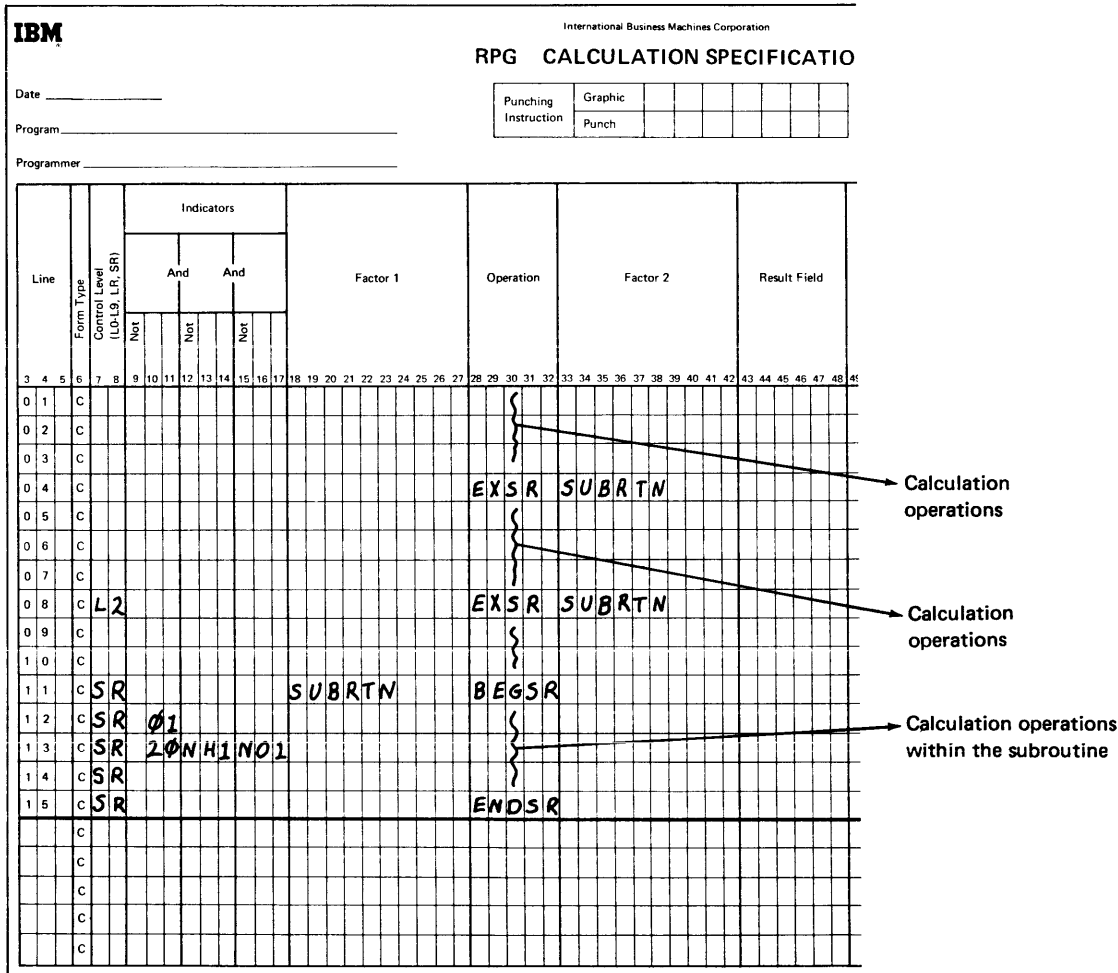 IBM
International Business Machines Corporation
RPG CALCULATION SPECIFICATIO
Date
Program
Programmer
Punching Instruction
Graphic
Punch
Line
Form Type
Control Level (L0-L9, LR, SR)
Indicators
And And
Not Not Not
Factor 1
Operation
Factor 2
Result Field
3 4 5 6 7 8 9 10 11 12 13 14 15 16 17 18 19 20 21 22 23 24 25 26 27 28 29 30 31 32 33 34 35 36 37 38 39 40 41 42 43 44 45 46 47 48 49
0 1 C
0 2 C
0 3 C
0 4 C EXSR SUBRTN
Calculation operations
0 5 C
0 6 C
0 7 C
0 8 C L2 EXSR SUBRTN
Calculation operations
0 9 C
1 0 C
1 1 C SR SUBRTN BEGSR
1 2 C SR Ø1
Calculation operations within the subroutine
1 3 C SR 2ØNH1NO1
1 4 C SR
1 5 C SR ENDSR
C
C
C
C
C